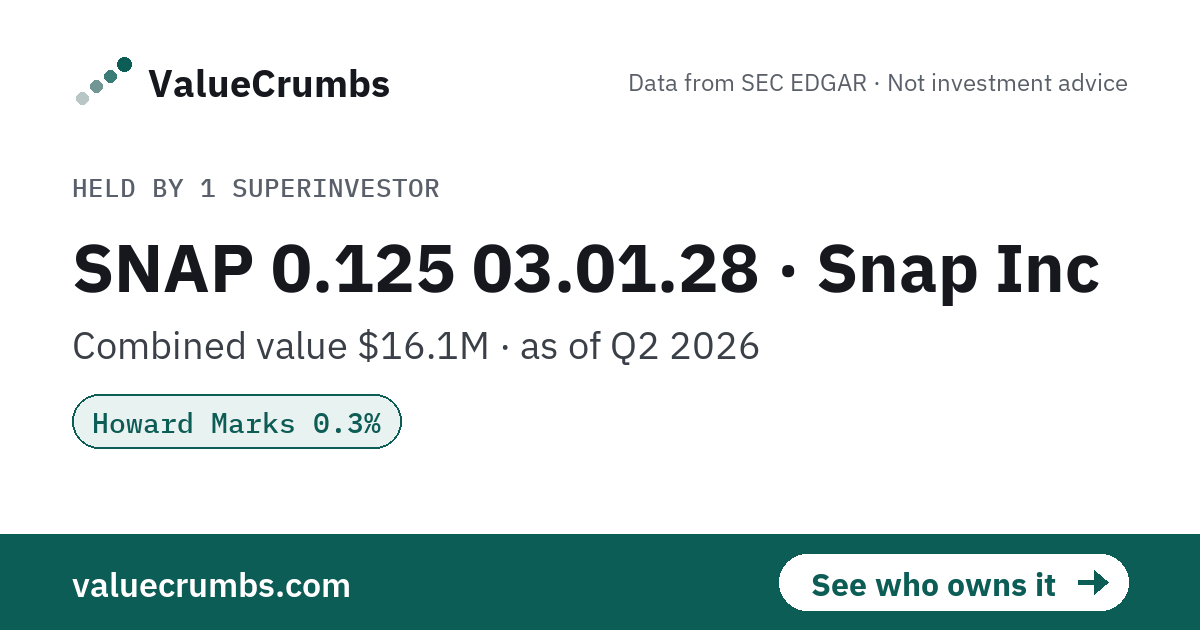 ValueCrumbs
Data from SEC EDGAR · Not investment advice
HELD BY 1 SUPERINVESTOR
SNAP 0.125 03.01.28 · Snap Inc
Combined value $16.1M · as of Q2 2026
Howard Marks 0.3%
valuecrumbs.com
See who owns it →